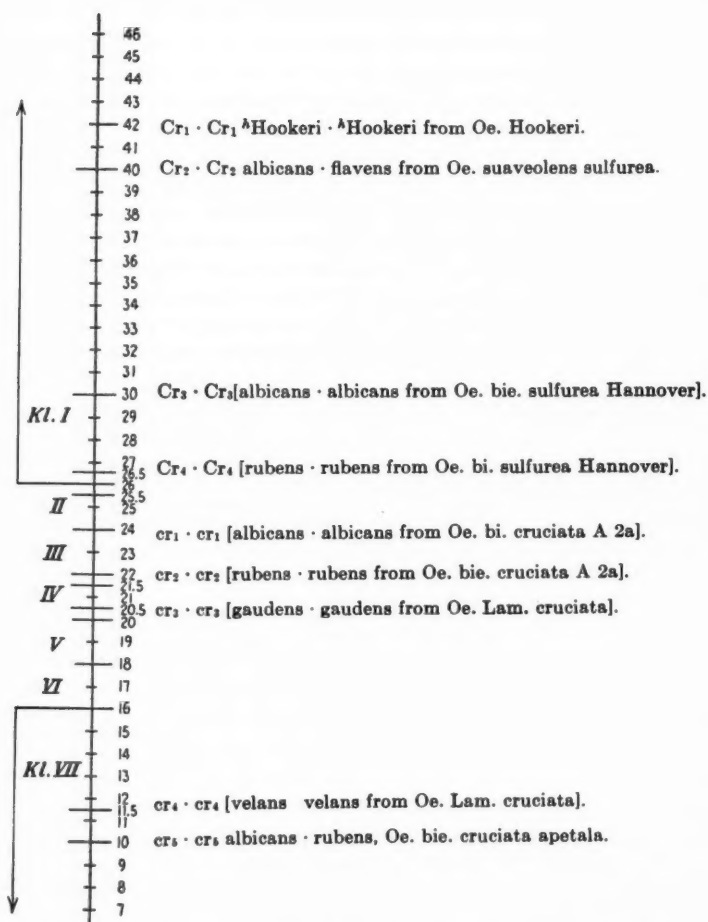 46
45
44
43
42 Cr₁ · Cr₁ ʰHookeri · ʰHookeri from Oe. Hookeri.
41
40 Cr₂ · Cr₂ albicans · flavens from Oe. suaveolens sulfurea.
39
38
37
36
35
34
33
32
31
30 Cr₃ · Cr₃[albicans · albicans from Oe. bie. sulfurea Hannover].
Kl. I 29
28
27
26.5 Cr₄ · Cr₄ [rubens · rubens from Oe. bi. sulfurea Hannover].
26
25.5
II 25
24 cr₁ · cr₁ [albicans · albicans from Oe. bi. cruciata A 2a].
III 23
22 cr₂ · cr₂ [rubens · rubens from Oe. bie. cruciata A 2a].
21.5
IV 21
20.5 cr₃ · cr₃ [gaudens · gaudens from Oe. Lam. cruciata].
20
V 19
18
VI 17
16
15
14
Kl. VII 13
12
11.5 cr₄ · cr₄ [velans velans from Oe. Lam. cruciata].
11
10 cr₅ · cr₅ albicans · rubens, Oe. bie. cruciata apetala.
9
8
7